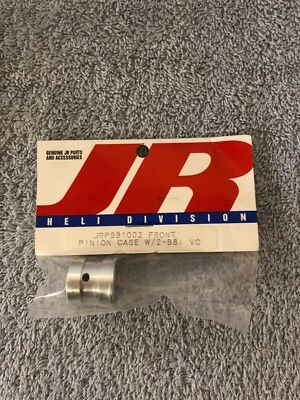 GENUINE JR PARTS
AND ACCESSORIES
JR
HELI DIVISION
JRP991002 FRONT
PINION CASE W/2-BB: VC